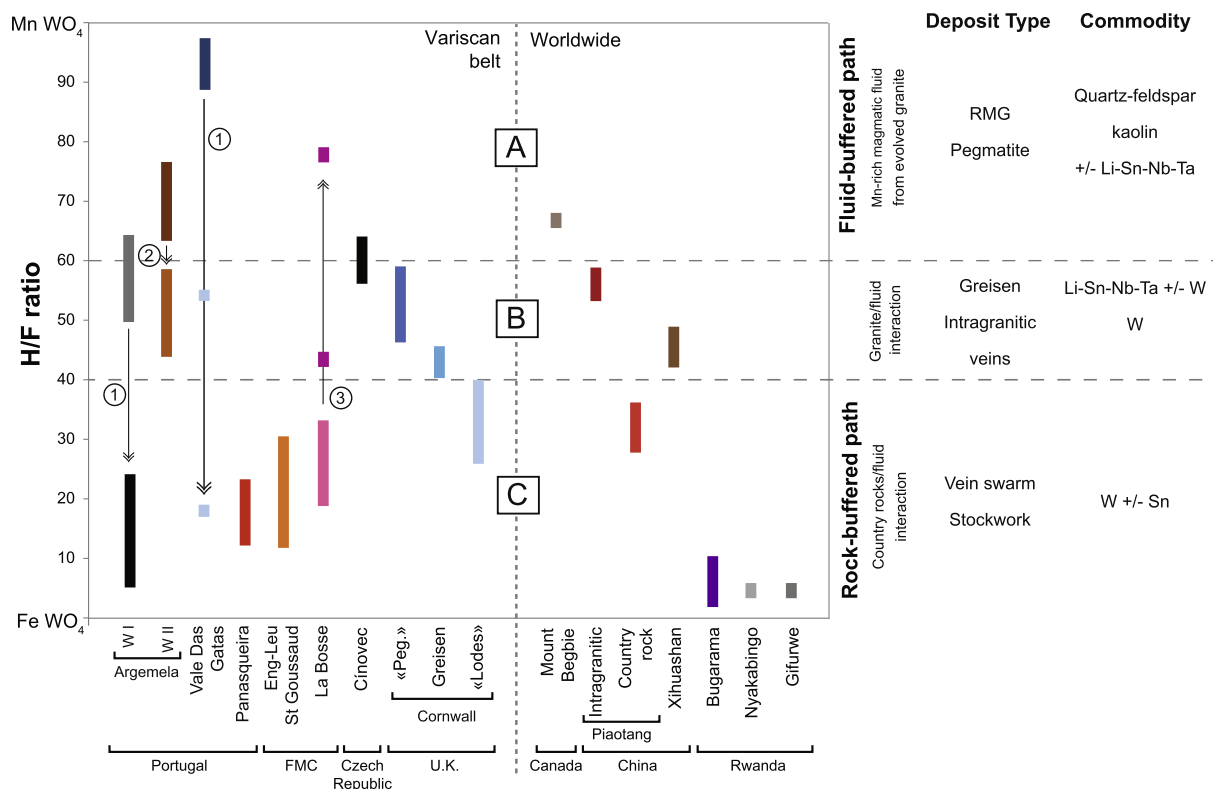 Mn WO4
90
80
70
60
50
40
30
20
10
Fe WO4
H/F ratio
Variscan
belt
Worldwide
A
B
C
1
2
1
3
Fluid-buffered path
Mn-rich magmatic fluid
from evolved granite
Granite/fluid
interaction
Rock-buffered path
Country rocks/fluid
interaction
Deposit Type
Commodity
RMG
Pegmatite
Quartz-feldspar
kaolin
+/- Li-Sn-Nb-Ta
Greisen
Intragranitic
veins
Li-Sn-Nb-Ta +/- W
W
Vein swarm
Stockwork
W +/- Sn
W I
W II
Vale Das
Gatas
Panasqueira
Eng-Leu
St Goussaud
La Bosse
Cinovec
«Peg.»
Greisen
«Lodes»
Mount
Begbie
Intragranitic
Country
rock
Xihuashan
Bugarama
Nyakabingo
Gifurwe
Argemela
Cornwall
Piaotang
Portugal
FMC
Czech
Republic
U.K.
Canada
China
Rwanda